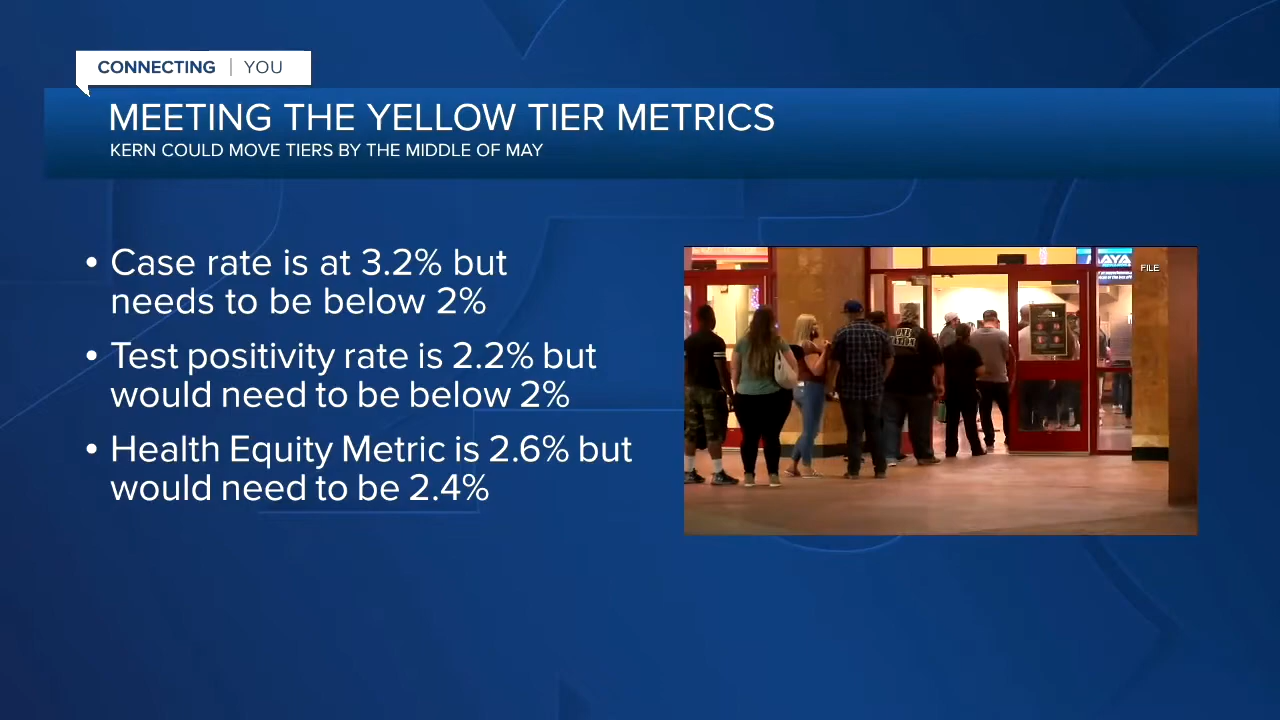 CONNECTING | YOU
MEETING THE YELLOW TIER METRICS
KERN COULD MOVE TIERS BY THE MIDDLE OF MAY
• Case rate is at 3.2% but
needs to be below 2%
• Test positivity rate is 2.2% but
would need to be below 2%
• Health Equity Metric is 2.6% but
would need to be 2.4%
FILE